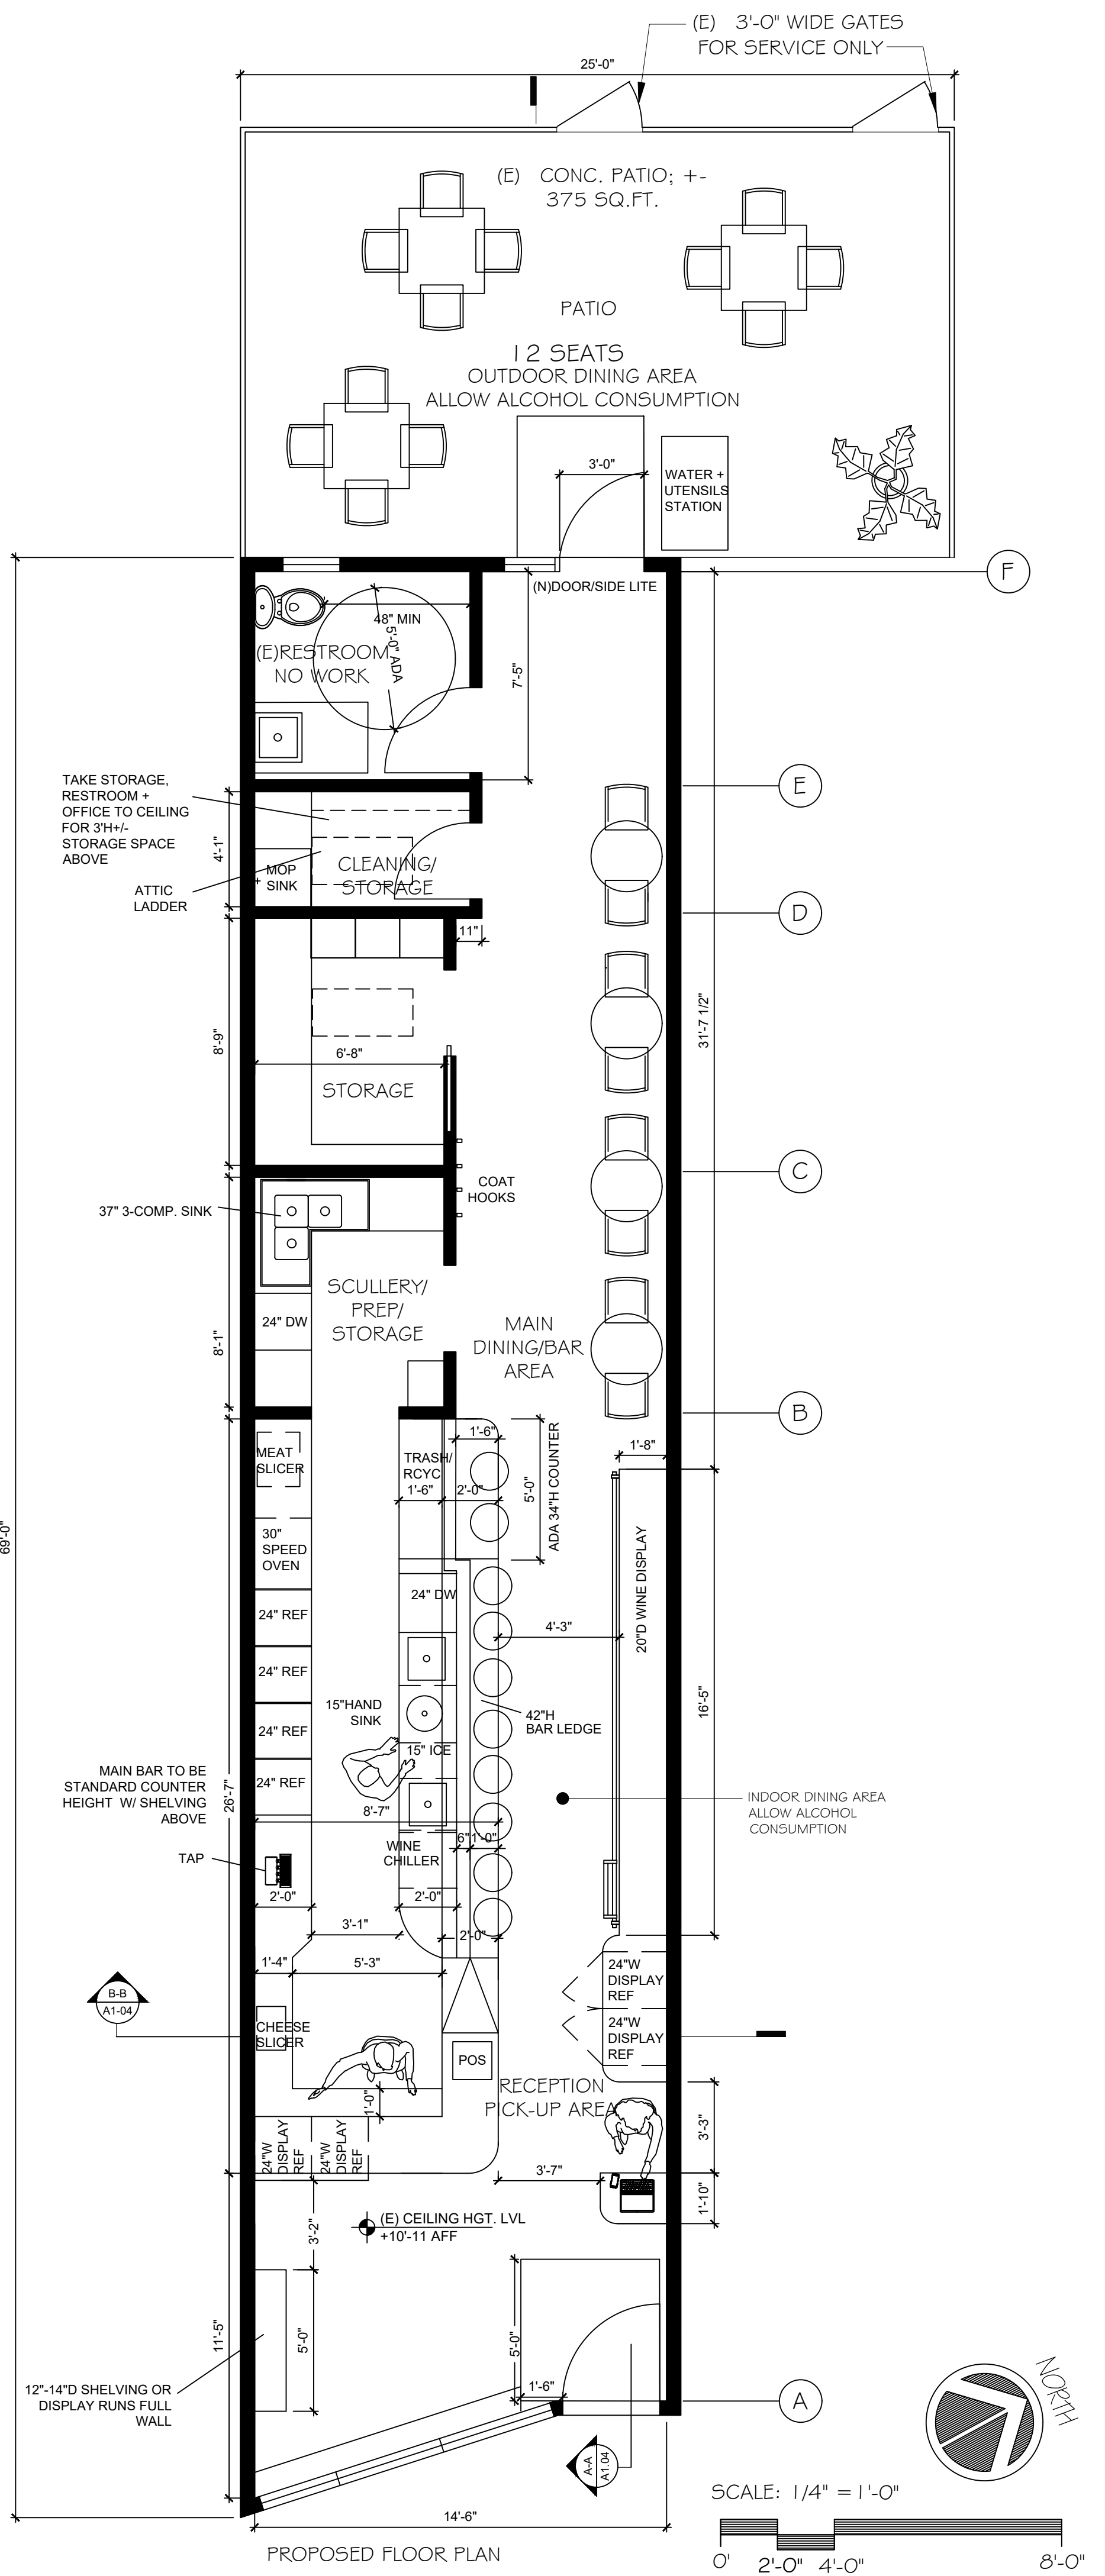 (E) 3'-0" WIDE GATES
FOR SERVICE ONLY
25'-0"
(E) CONC. PATIO; +-
375 SQ.FT.
PATIO
12 SEATS
OUTDOOR DINING AREA
ALLOW ALCOHOL CONSUMPTION
3'-0"
WATER +
UTENSILS
STATION
(N)DOOR/SIDE LITE
F
48" MIN
5'-0" ADA
(E)RESTROOM
NO WORK
7'-5"
TAKE STORAGE,
RESTROOM +
OFFICE TO CEILING
FOR 3'H+/-
STORAGE SPACE
ABOVE
E
4'-1"
MOP
SINK
CLEANING/
STORAGE
ATTIC
LADDER
D
11"
8'-9"
6'-8"
STORAGE
31'-7 1/2"
COAT
HOOKS
C
37" 3-COMP. SINK
SCULLERY/
PREP/
STORAGE
24" DW
8'-1"
MAIN
DINING/BAR
AREA
B
69'-0"
MEAT
SLICER
TRASH/
RCYC
1'-6"
1'-6"
2'-0"
5'-0"
ADA 34"H COUNTER
1'-8"
30"
SPEED
OVEN
24" DW
24" REF
24" REF
24" REF
24" REF
4'-3"
20"D WINE DISPLAY
15"HAND
SINK
42"H
BAR LEDGE
16'-5"
15" ICE
MAIN BAR TO BE
STANDARD COUNTER
HEIGHT W/ SHELVING
ABOVE
26'-7"
8'-7"
INDOOR DINING AREA
ALLOW ALCOHOL
CONSUMPTION
WINE
CHILLER
6"
1'-0"
TAP
2'-0"
2'-0"
3'-1"
2'-0"
1'-4"
5'-3"
24"W
DISPLAY
REF
24"W
DISPLAY
REF
B-B
A1-04
CHEESE
SLICER
POS
RECEPTION
PICK-UP AREA
1'-0"
24"W
DISPLAY
REF
24"W
DISPLAY
REF
3'-3"
3'-7"
1'-10"
3'-2"
(E) CEILING HGT. LVL
+10'-11 AFF
11'-5"
5'-0"
5'-0"
12"-14"D SHELVING OR
DISPLAY RUNS FULL
WALL
1'-6"
A
NORTH
A-A
A1.04
SCALE: 1/4" = 1'-0"
14'-6"
PROPOSED FLOOR PLAN
0'
2'-0"
4'-0"
8'-0"